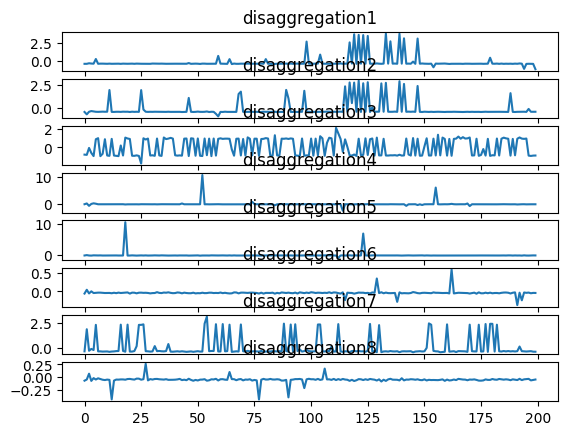 disaggregation1
2.5
0.0
disaggregation2
2.5
0.0
disaggregation3
2
0
disaggregation4
10
0
disaggregation5
10
0
disaggregation6
0.5
0.0
disaggregation7
2.5
0.0
disaggregation8
0.25
0.00
−0.25
0 25 50 75 100 125 150 175 200